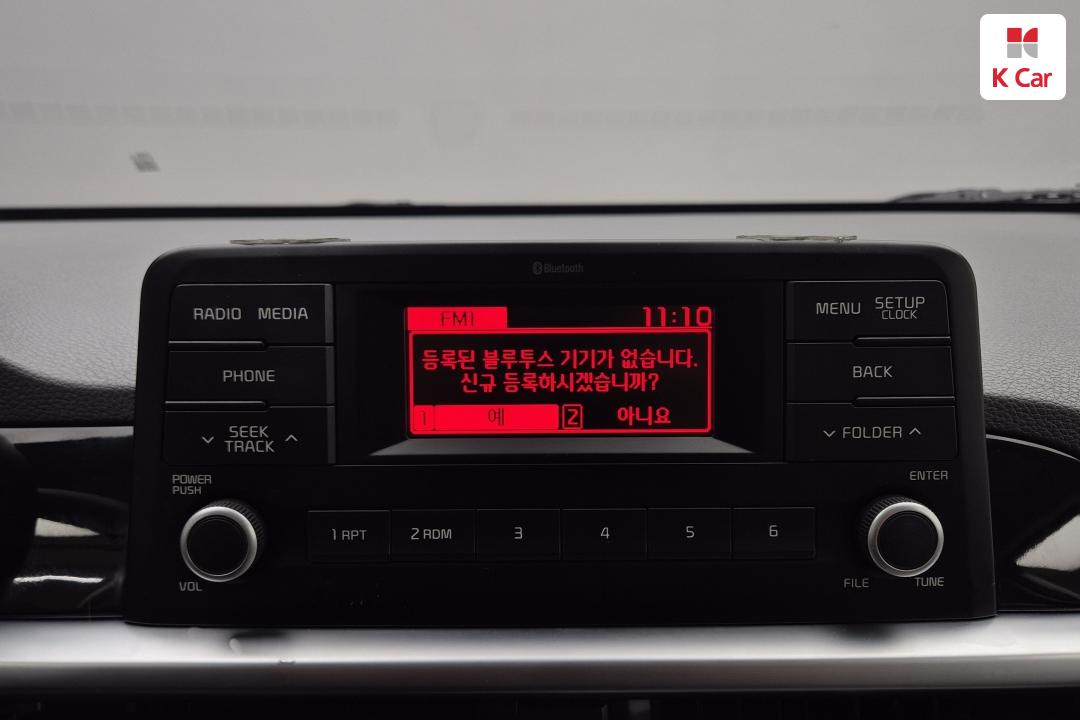 K Car
Bluetooth
RADIO MEDIA
PHONE
SEEK
TRACK
POWER
PUSH
VOL
FM1 11:10
등록된 블루투스 기기가 없습니다.
신규 등록하시겠습니까?
1 예 2 아니요
MENU SETUP
CLOCK
BACK
FOLDER
ENTER
FILE TUNE
1 RPT 2 RDM 3 4 5 6